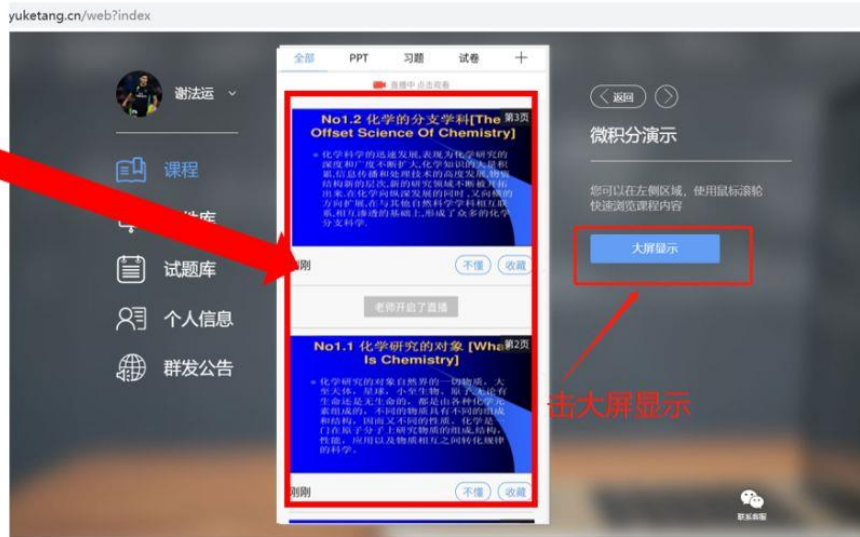 yuketang.cn/web?index
谢法运
课程
件库
试题库
个人信息
群发公告
全部 PPT 习题 试卷 +
直播中 点击观看
No1.2 化学的分支学科[The
第3页
Offset Science Of Chemistry]
化学科学的迅速发展,表现为化学研究的
深度和广度不断扩大,化学知识的大量积
累,信息传播和处理技术的高度发展,物质
结构新的层次,新的研究领域不断被开拓
出来.在化学向纵深发展的同时,又向横的
方向扩展,在与其他自然科学学科相互联
系,相互渗透的基础上,形成了众多的化学
分支科学.
刚
不懂
收藏
老师开启了直播
No1.1 化学研究的对象 [What
第2页
Is Chemistry]
化学研究的对象自然界的一切物质，大
至天体，星球，小至生物、原子,无论有
生命还是无生命的，都是由各种化学元
素组成的，不同的物质具有不同的组成
和结构，因而又不同的性质。化学是一
门在原子分子上研究物质的组成,结构,
性能，应用以及物质相互之间转化规律
的科学。
刚刚
不懂
收藏
返回
微积分演示
您可以在左侧区域，使用鼠标滚轮
快速浏览课程内容
大屏显示
击大屏显示
联系客服